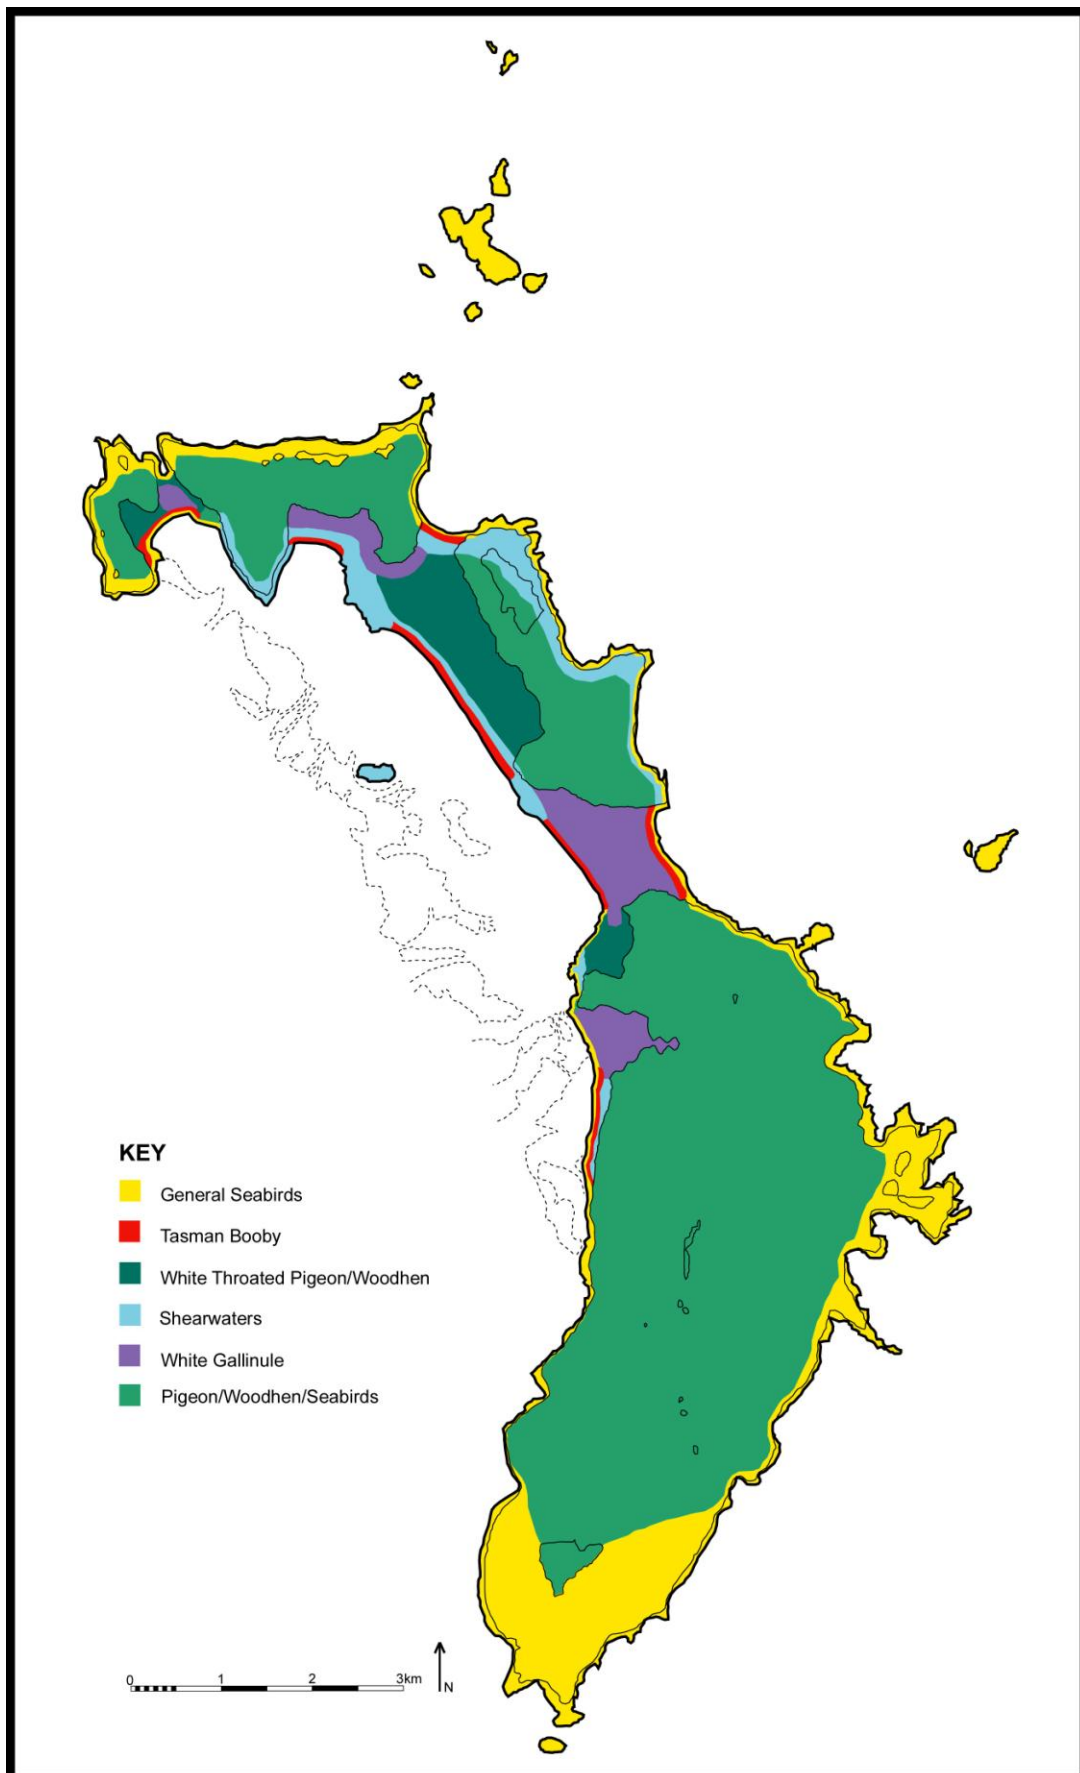 KEY
General Seabirds
Tasman Booby
White Throated Pigeon/Woodhen
Shearwaters
White Gallinule
Pigeon/Woodhen/Seabirds
0 1 2 3km
N